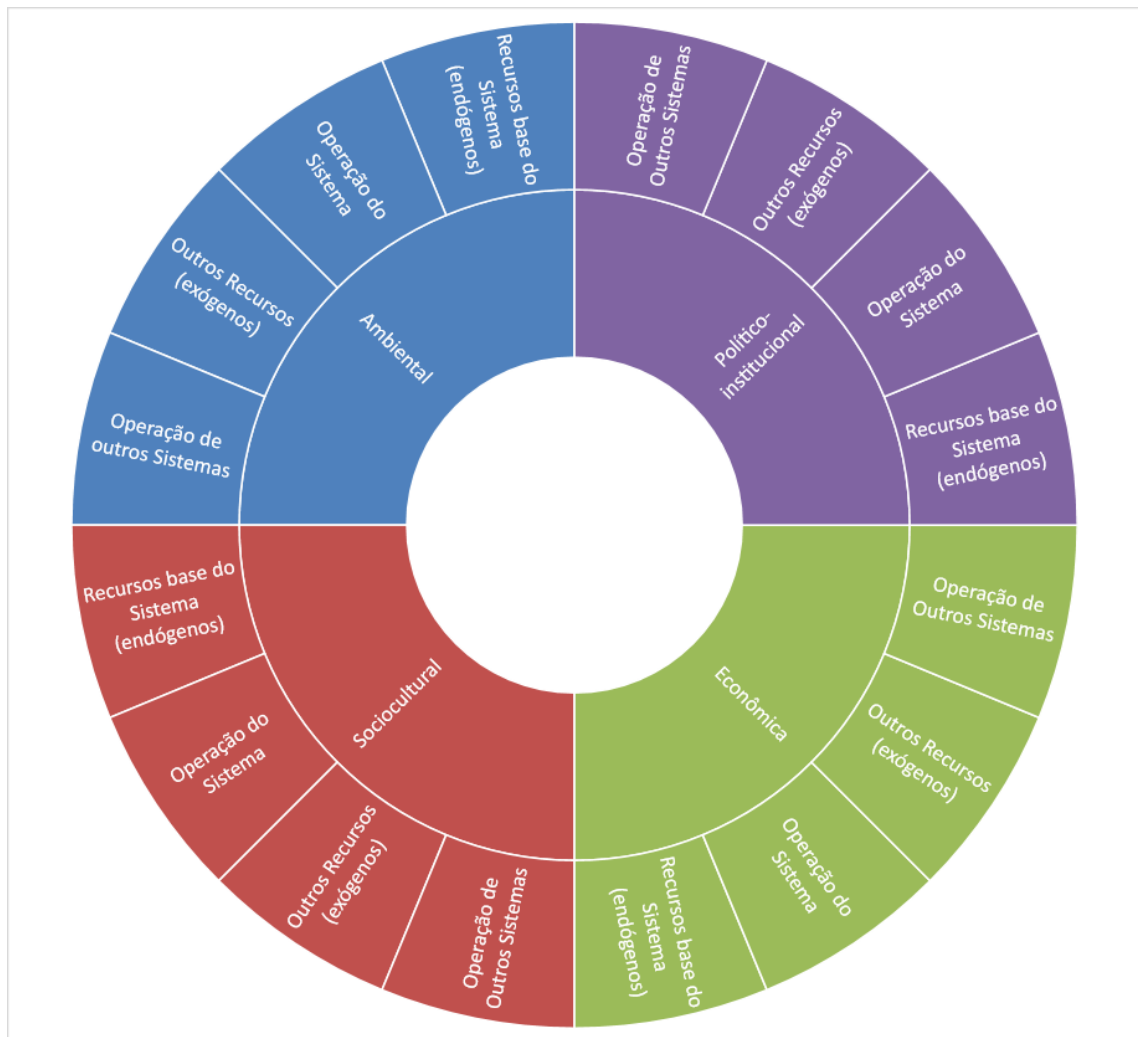 Operação de
Outros Sistemas
Outros Recursos
(exógenos)
Operação do
Sistema
Recursos base do
Sistema
(endógenos)
Político-
institucional
Operação de
Outros Sistemas
Outros Recursos
(exógenos)
Operação do
Sistema
Recursos base do
Sistema
(endógenos)
Econômica
Operação de
Outros Sistemas
Outros Recursos
(exógenos)
Operação do
Sistema
Recursos base do
Sistema
(endógenos)
Sociocultural
Operação de
outros Sistemas
Outros Recursos
(exógenos)
Operação do
Sistema
Recursos base do
Sistema
(endógenos)
Ambiental